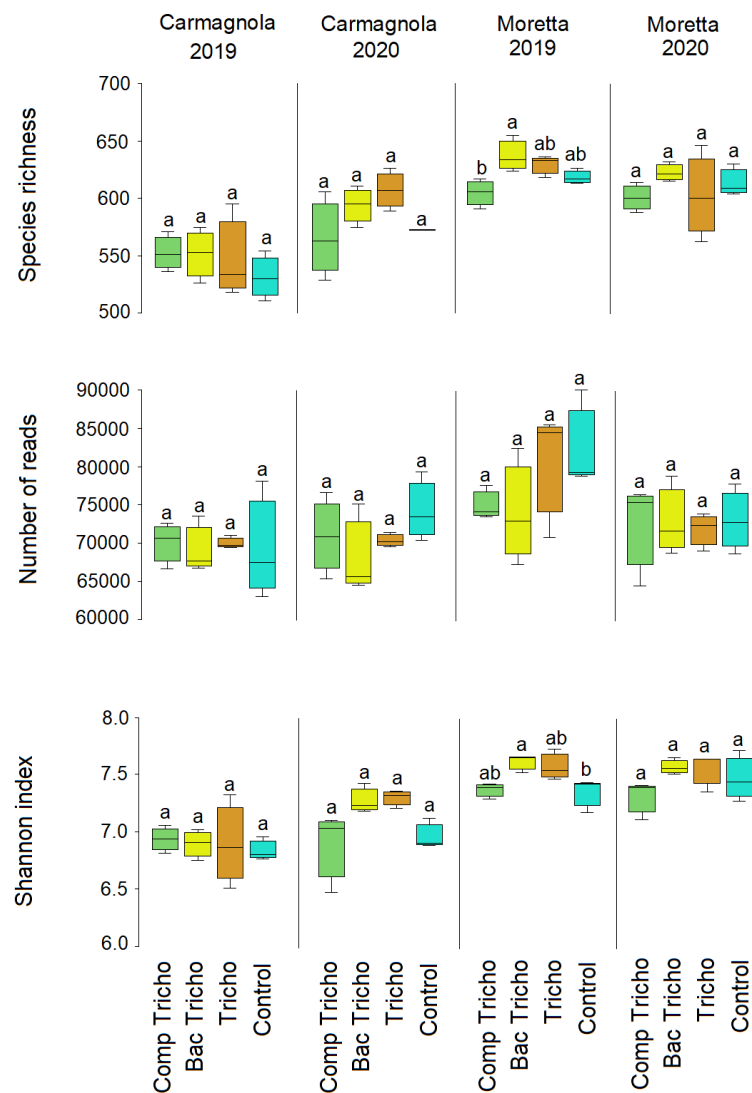 Carmagnola
2019
Carmagnola
2020
Moretta
2019
Moretta
2020
Species richness
700
650
600
550
500
a a a a
a a a a
b a ab ab
a a a a
Number of reads
90000
85000
80000
75000
70000
65000
60000
a a a a
a a a a
a a a a
a a a a
Shannon index
8.0
7.5
7.0
6.5
6.0
a a a a
a a a a
ab a ab b
a a a a
Comp Tricho
Bac Tricho
Tricho
Control
Comp Tricho
Bac Tricho
Tricho
Control
Comp Tricho
Bac Tricho
Tricho
Control
Comp Tricho
Bac Tricho
Tricho
Control